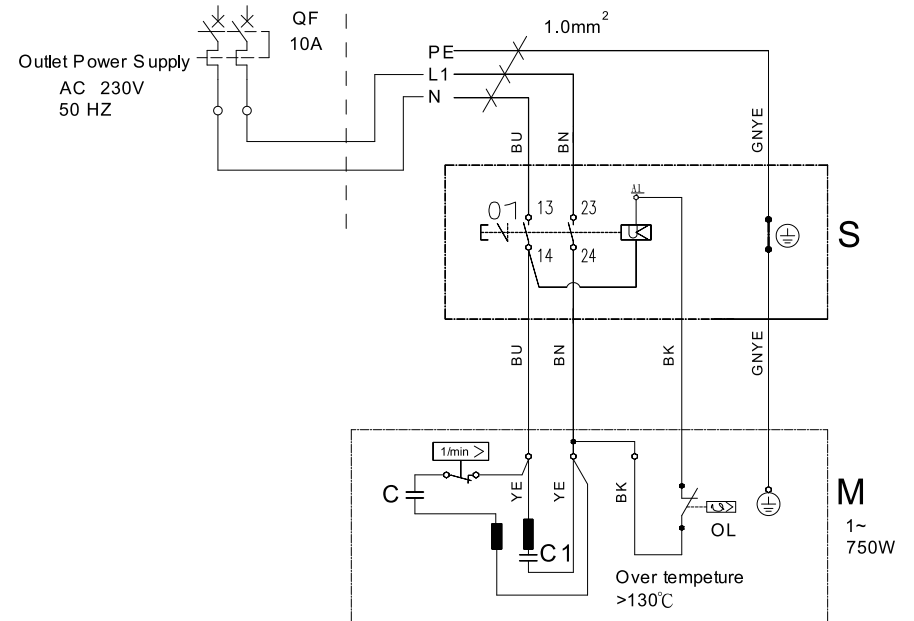 QF
10A
1.0mm²
Outlet Power Supply
AC 230V
50 HZ
PE
L1
N
BU
BN
GNYE
13
23
14
24
S
BU
BN
BK
GNYE
1/min >
C
YE
YE
BK
C1
OL
M
1~
750W
Over tempeture
>130℃